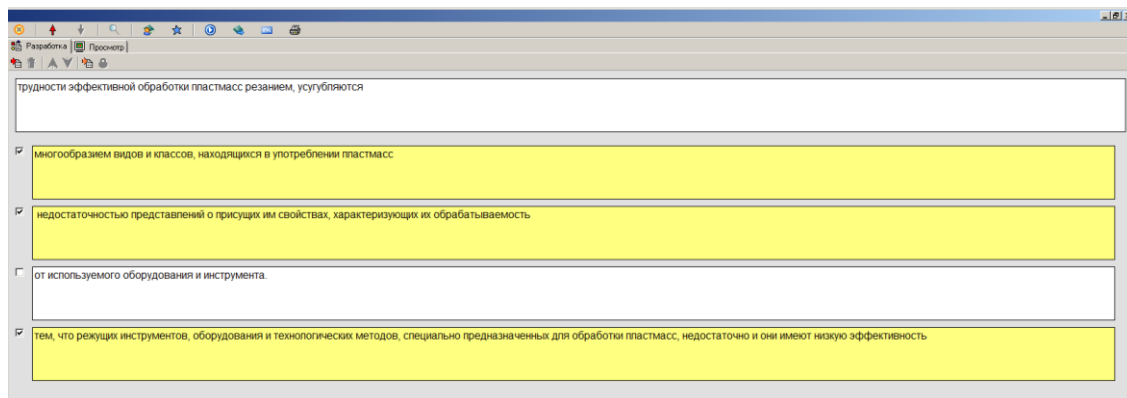 Разработка
Просмотр
трудности эффективной обработки пластмасс резанием, усугубляются
многообразием видов и классов, находящихся в употреблении пластмасс
недостаточностью представлений о присущих им свойствах, характеризующих их обрабатываемость
от используемого оборудования и инструмента.
тем, что режущих инструментов, оборудования и технологических методов, специально предназначенных для обработки пластмасс, недостаточно и они имеют низкую эффективность